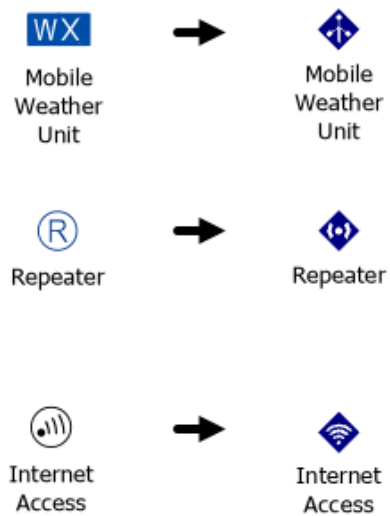 WX
Mobile
Weather
Unit
Mobile
Weather
Unit
R
Repeater
Repeater
Internet
Access
Internet
Access